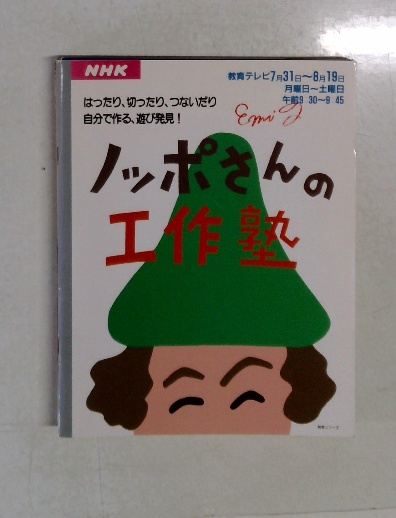 NHK
教育テレビ7月31日〜8月19日
月曜日〜土曜日
午前9 30〜9 45
はったり、切ったり、つないだり
自分で作る、遊び発見!
Emi
ノッポさんの
工作塾